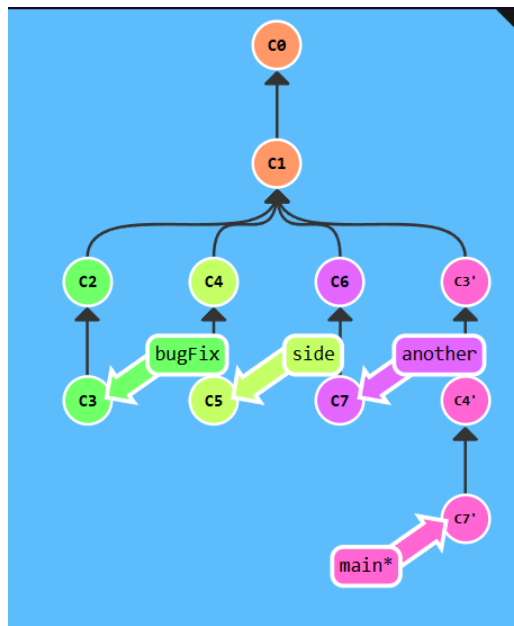 C0
C1
C2 C4 C6 C3'
bugFix side another
C3 C5 C7 C4'
C7'
main*